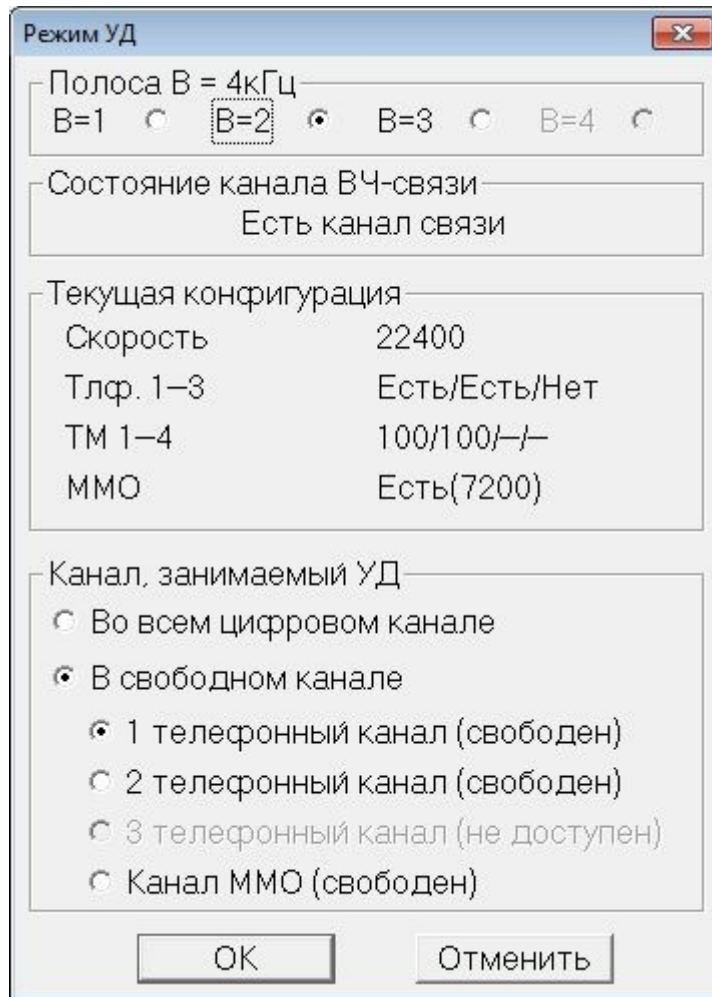 Режим УД
Полоса В = 4кГц
В=1 В=2 В=3 В=4
Состояние канала ВЧ-связи
Есть канал связи
Текущая конфигурация
Скорость 22400
Тлф. 1–3 Есть/Есть/Нет
ТМ 1–4 100/100/–/–
ММО Есть(7200)
Канал, занимаемый УД
Во всем цифровом канале
В свободном канале
1 телефонный канал (свободен)
2 телефонный канал (свободен)
3 телефонный канал (не доступен)
Канал ММО (свободен)
ОК Отменить